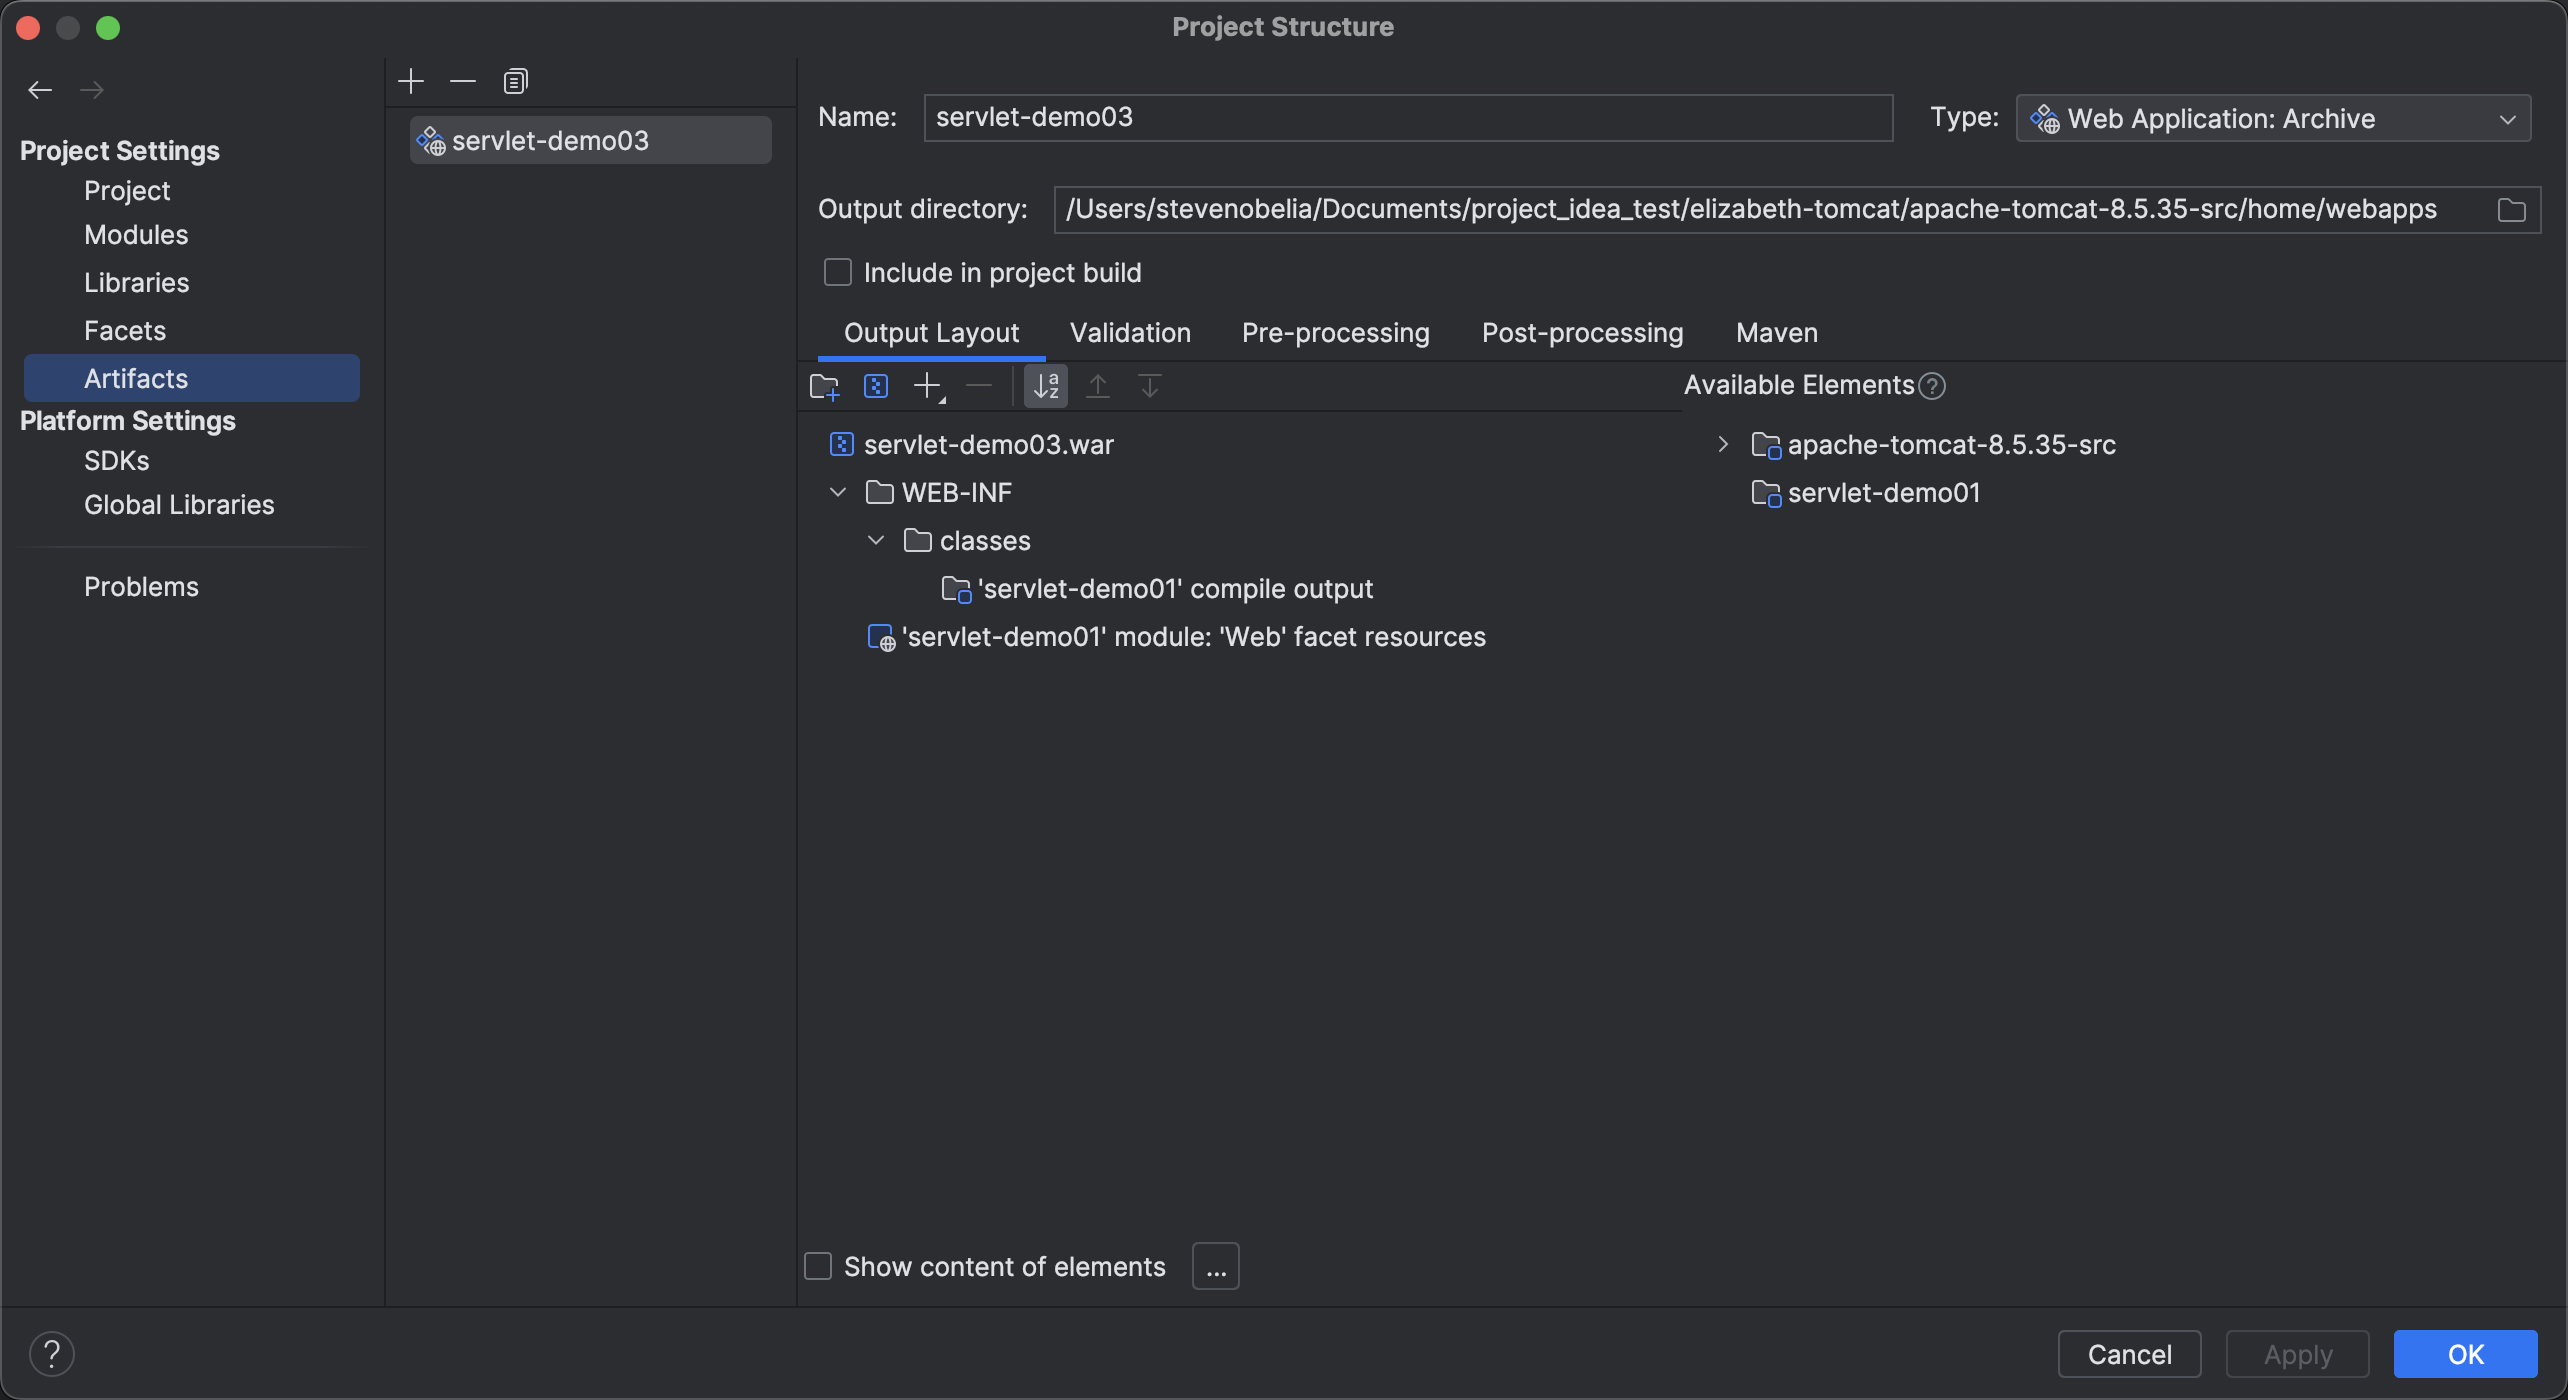 Project Structure
Project Settings
Project
Modules
Libraries
Facets
Artifacts
Platform Settings
SDKs
Global Libraries
Problems
servlet-demo03
Name: servlet-demo03 Type: Web Application: Archive
Output directory: /Users/stevenobelia/Documents/project_idea_test/elizabeth-tomcat/apache-tomcat-8.5.35-src/home/webapps
Include in project build
Output Layout Validation Pre-processing Post-processing Maven
Available Elements ?
servlet-demo03.war
WEB-INF
classes
'servlet-demo01' compile output
'servlet-demo01' module: 'Web' facet resources
apache-tomcat-8.5.35-src
servlet-demo01
Show content of elements ...
? Cancel Apply OK